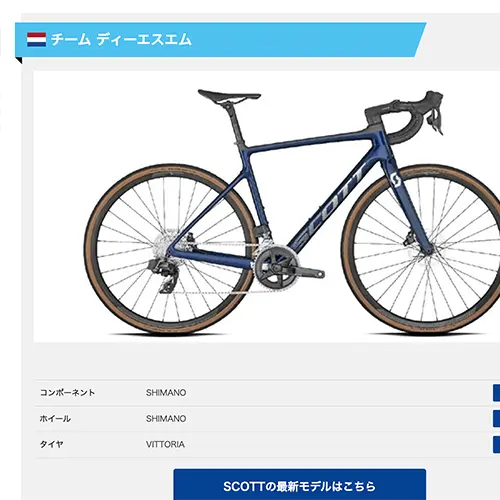 チーム ディーエスエム
SCOTT
コンポーネント SHIMANO
ホイール SHIMANO
タイヤ VITTORIA
SCOTTの最新モデルはこちら